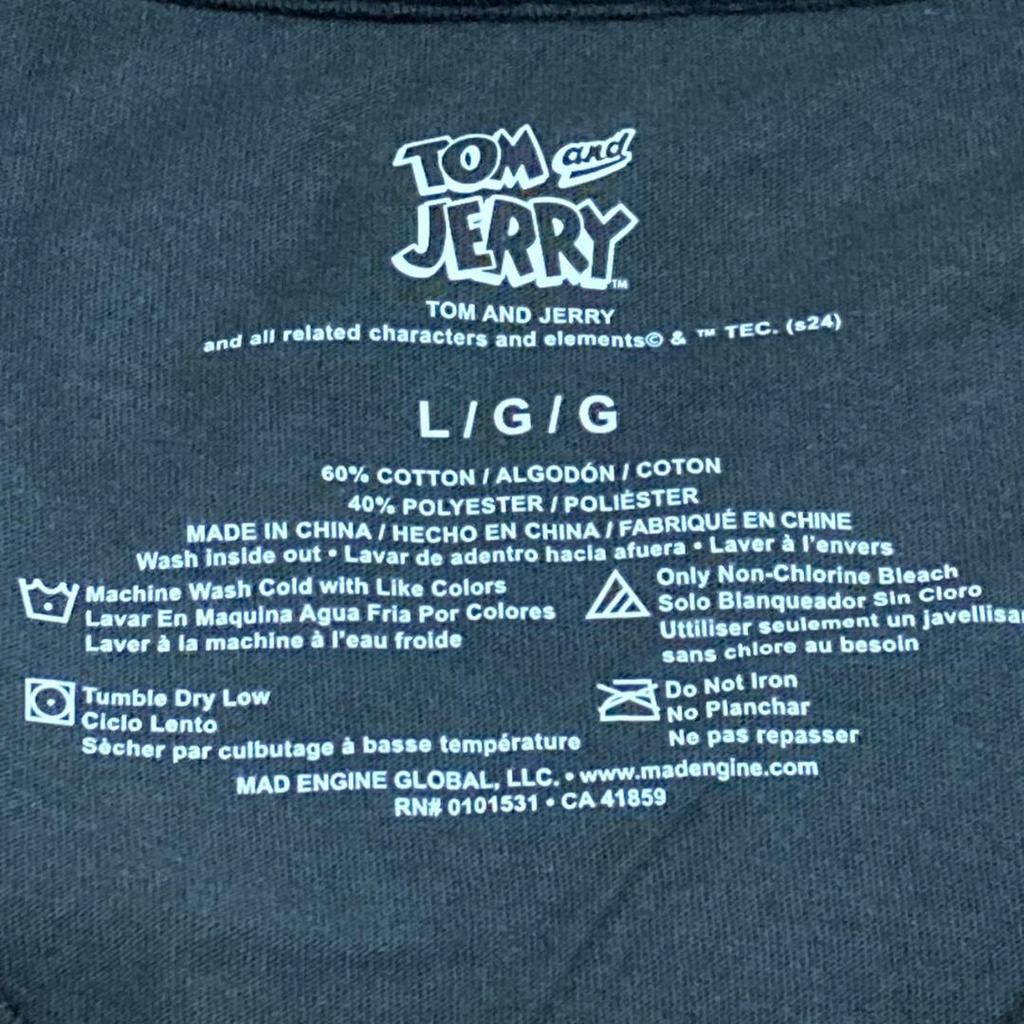 TOM and
JERRY™
TOM AND JERRY
and all related characters and elements© & ™ TEC. (s24)
L / G / G
60% COTTON / ALGODÓN / COTON
40% POLYESTER / POLIÉSTER
MADE IN CHINA / HECHO EN CHINA / FABRIQUÉ EN CHINE
Wash inside out • Lavar de adentro hacia afuera • Laver à l'envers
Machine Wash Cold with Like Colors
Lavar En Maquina Agua Fria Por Colores
Laver à la machine à l'eau froide
Only Non-Chlorine Bleach
Solo Blanqueador Sin Cloro
Uttiliser seulement un javellisa
sans chlore au besoin
Tumble Dry Low
Ciclo Lento
Sècher par culbutage à basse température
Do Not Iron
No Planchar
Ne pas repasser
MAD ENGINE GLOBAL, LLC. • www.madengine.com
RN# 0101531 • CA 41859